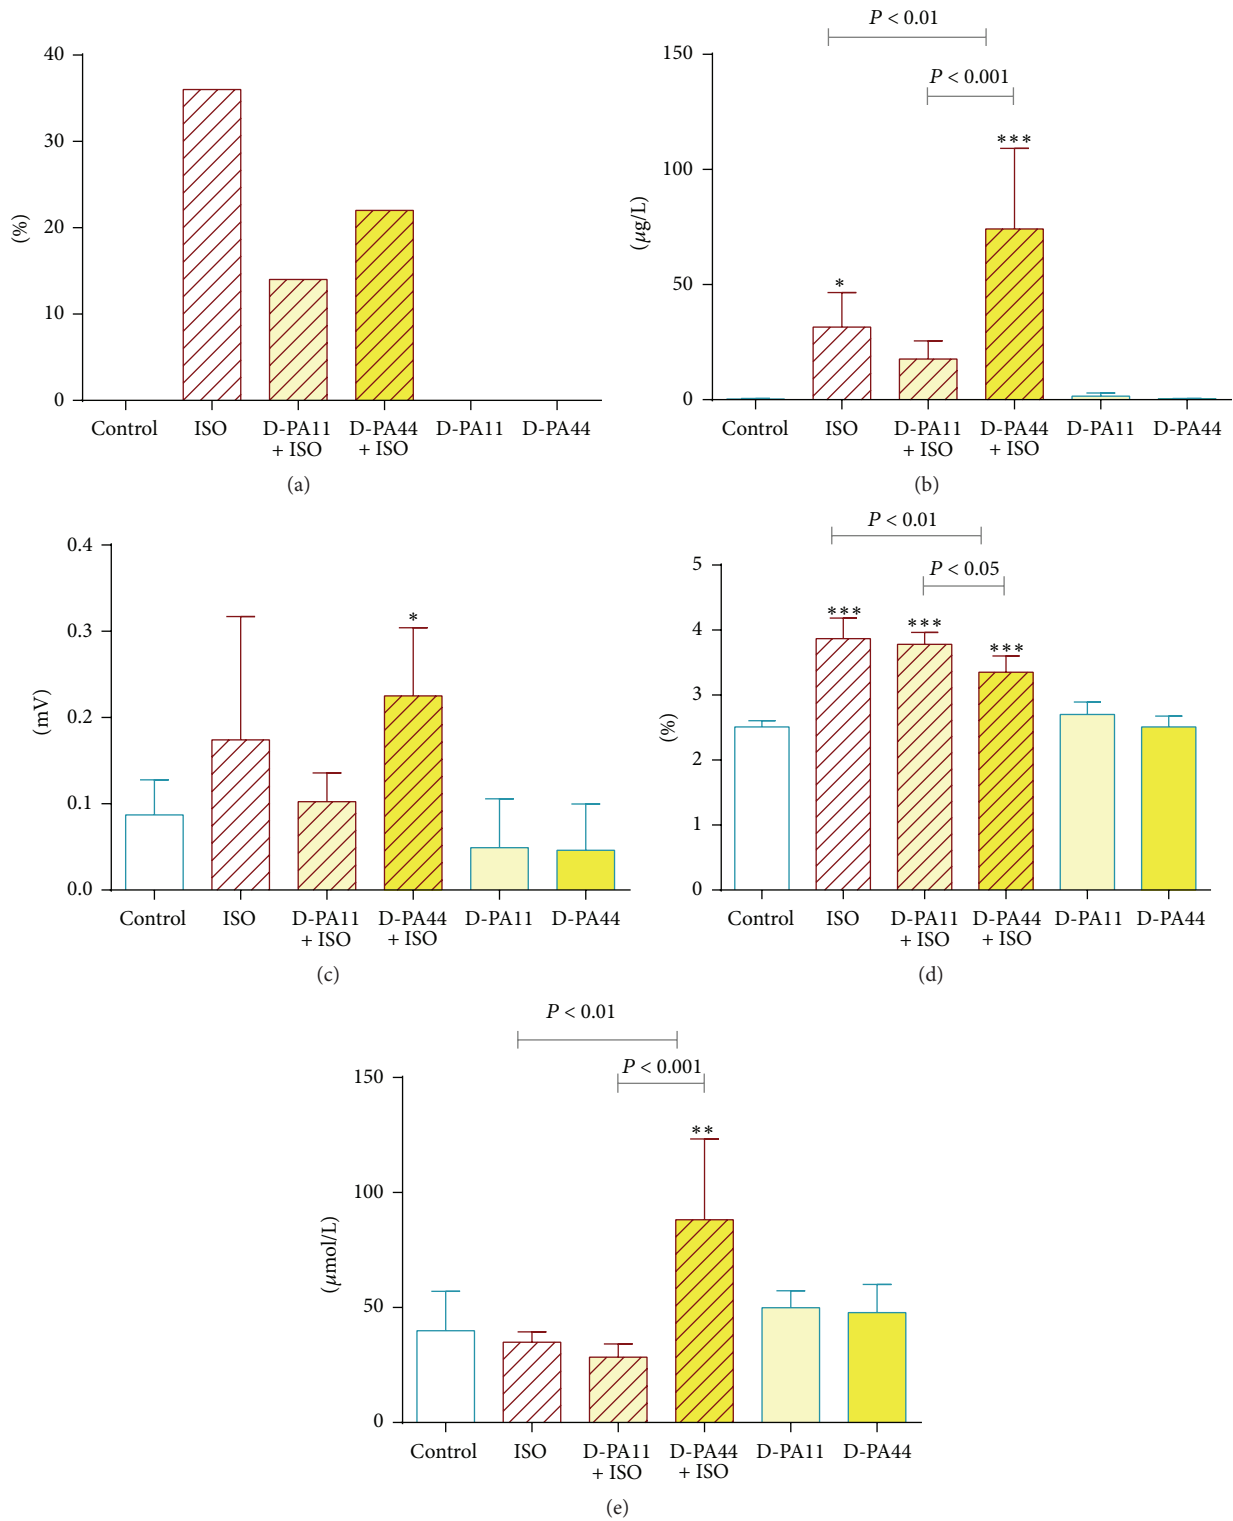 40
30
20
10
0
(%)
Control ISO D-PA11 D-PA44 D-PA11 D-PA44
+ ISO + ISO
(a)
P < 0.01
P < 0.001
150
100
50
0
(μg/L)
*
***
Control ISO D-PA11 D-PA44 D-PA11 D-PA44
+ ISO + ISO
(b)
0.4
0.3
0.2
0.1
0.0
(mV)
*
Control ISO D-PA11 D-PA44 D-PA11 D-PA44
+ ISO + ISO
(c)
P < 0.01
P < 0.05
5
4
3
2
1
0
(%)
*** *** ***
Control ISO D-PA11 D-PA44 D-PA11 D-PA44
+ ISO + ISO
(d)
P < 0.01
P < 0.001
150
100
50
0
(μmol/L)
**
Control ISO D-PA11 D-PA44 D-PA11 D-PA44
+ ISO + ISO
(e)